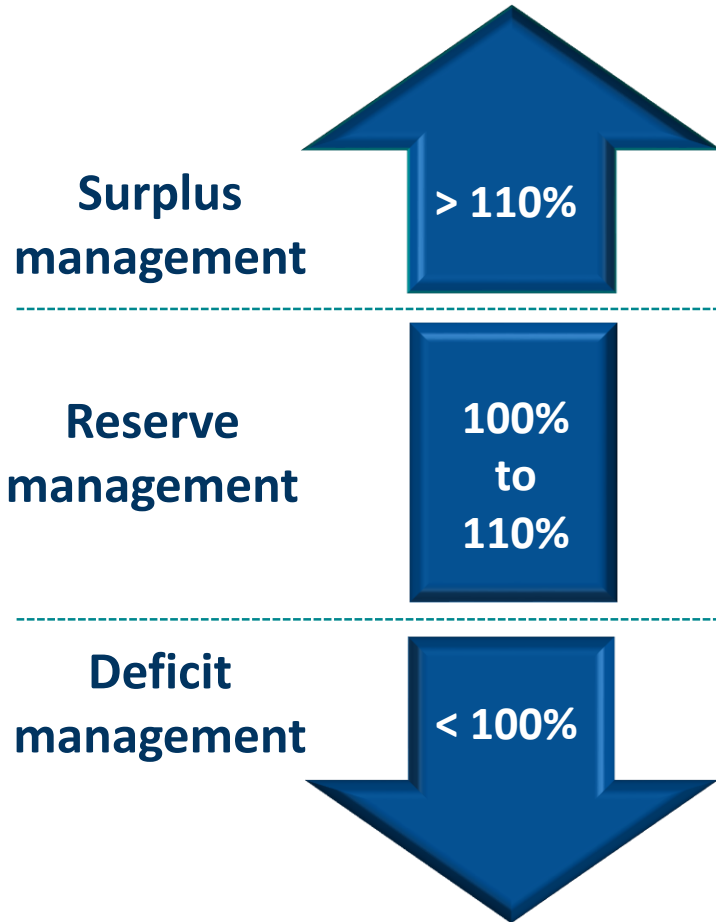 Surplus
management
> 110%
Reserve
management
100%
to
110%
Deficit
management
< 100%